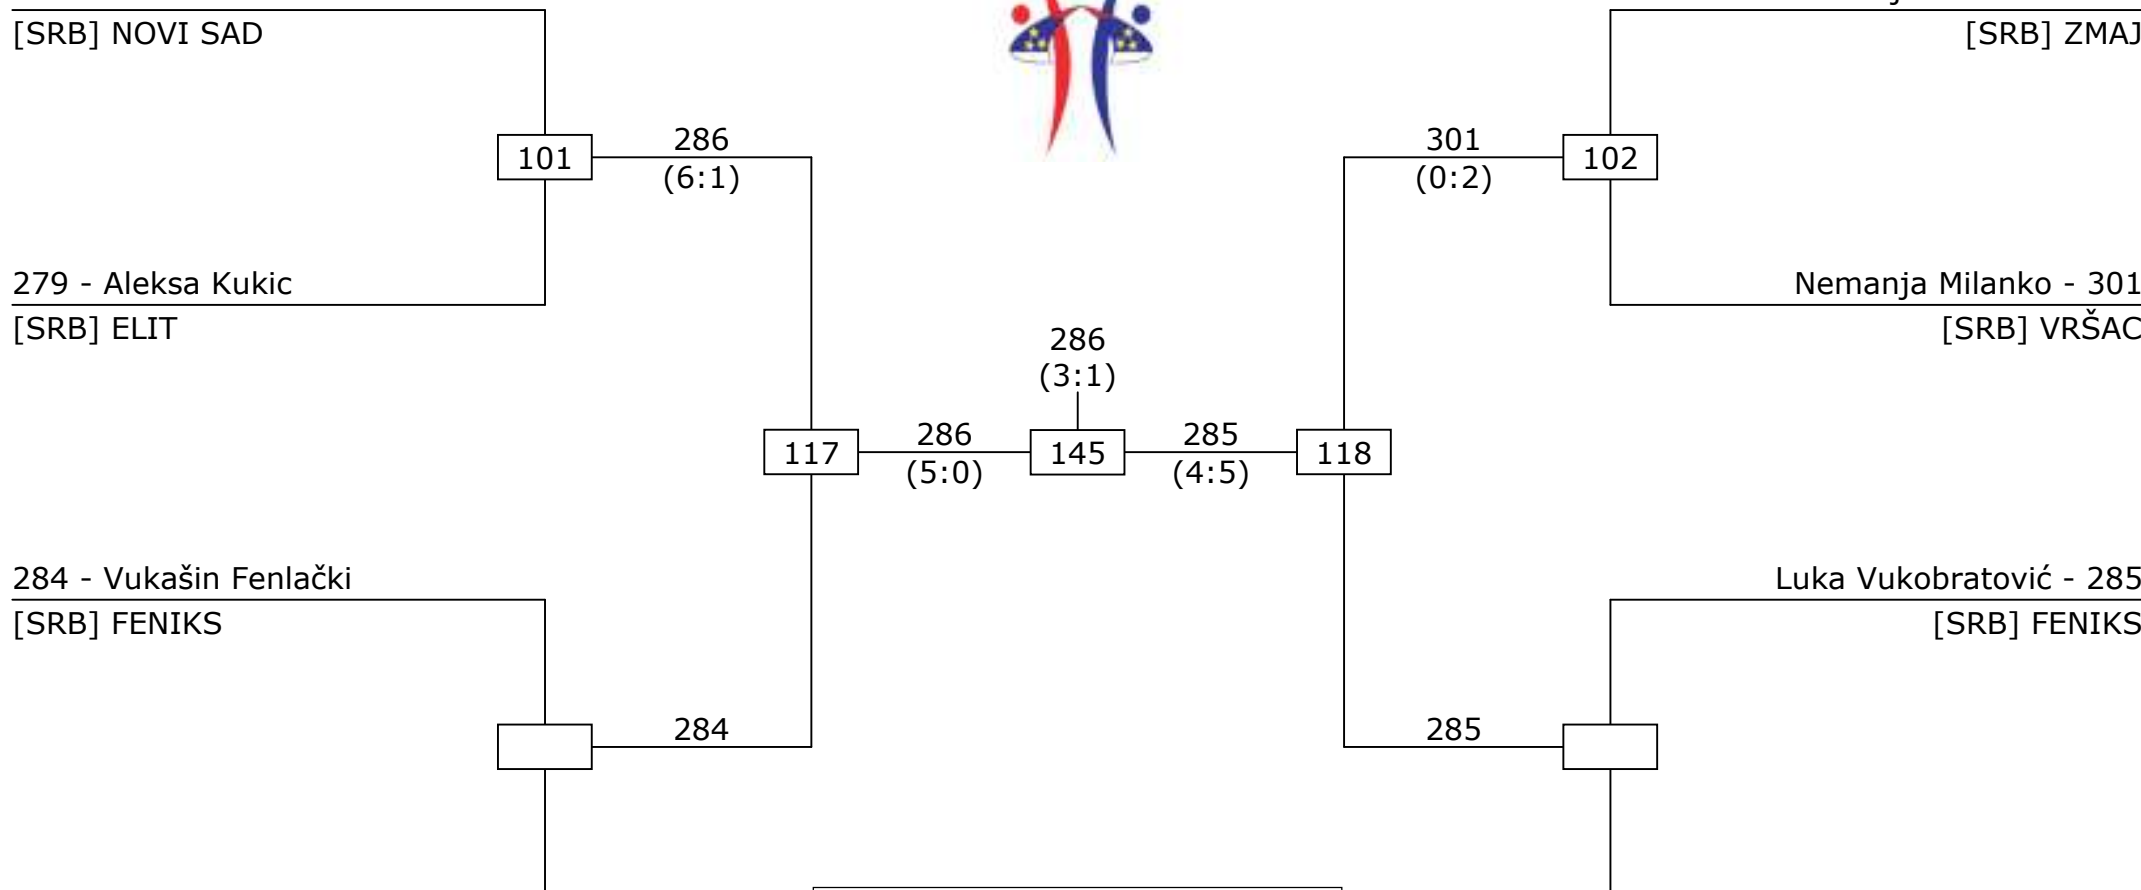 [SRB] NOVI SAD
[SRB] ZMAJ
286
301
101
102
(6:1)
(0:2)
279 - Aleksa Kukic
Nemanja Milanko - 301
[SRB] ELIT
[SRB] VRŠAC
286
(3:1)
286
285
117
145
118
(5:0)
(4:5)
284 - Vukašin Fenlački
Luka Vukobratović - 285
[SRB] FENIKS
[SRB] FENIKS
284
285